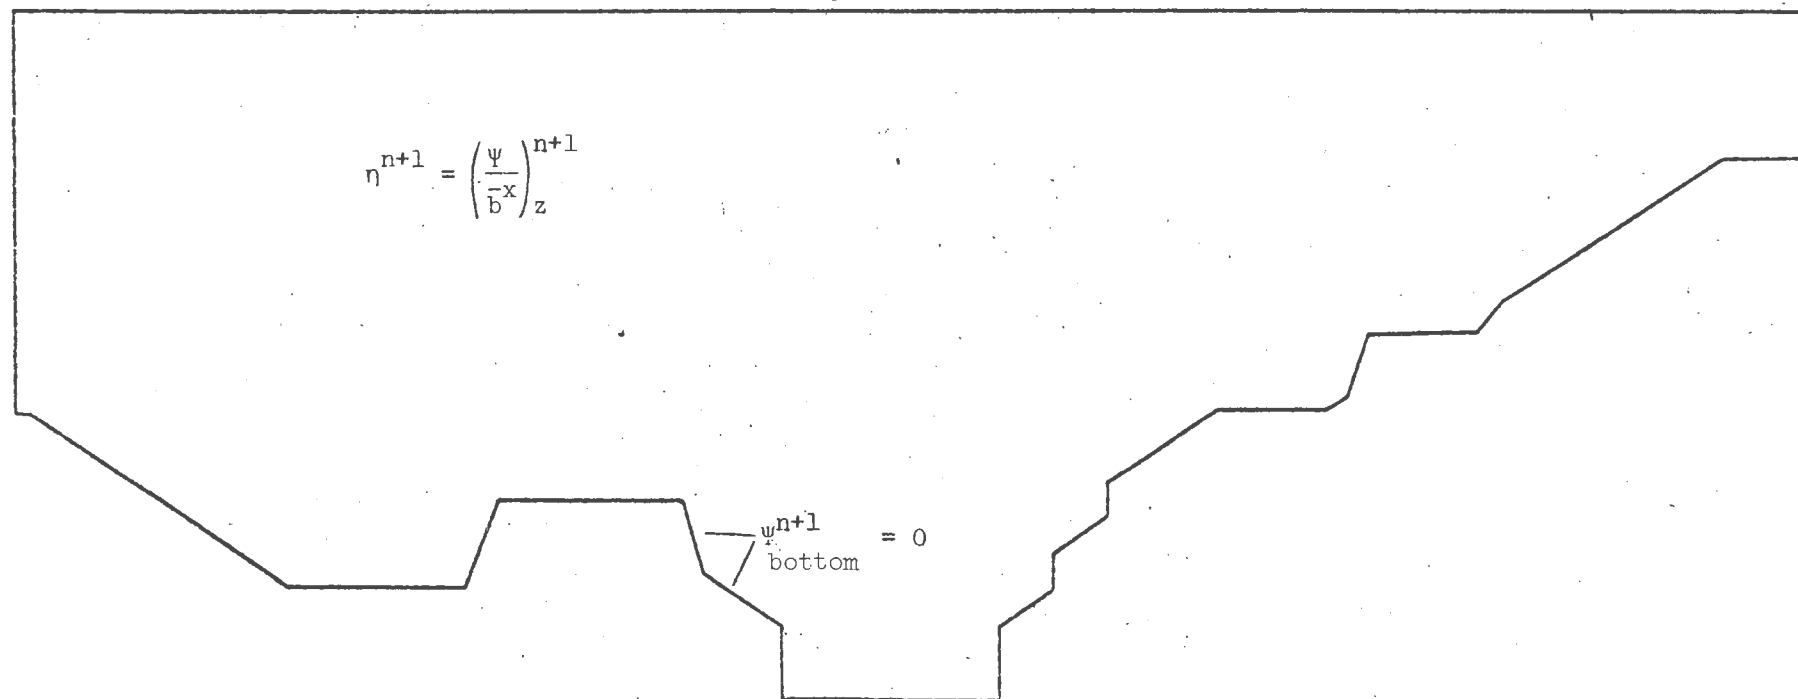 η^{n+1} = (Ψ / b̄^x)_z^{n+1}
Ψ^{n+1}_{bottom} = 0